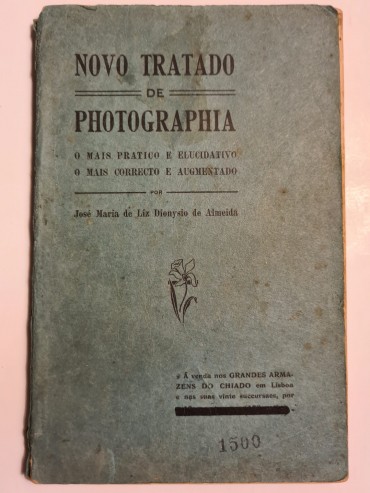 NOVO TRATADO
DE
PHOTOGRAPHIA
O MAIS PRATICO E ELUCIDATIVO
O MAIS CORRECTO E AUGMENTADO
POR
José Maria de Liz Dionysio de Almeida
Á venda nos GRANDES ARMA-
ZENS DO CHIADO em Lisboa
e nas suas vinte succursaes, por
1500